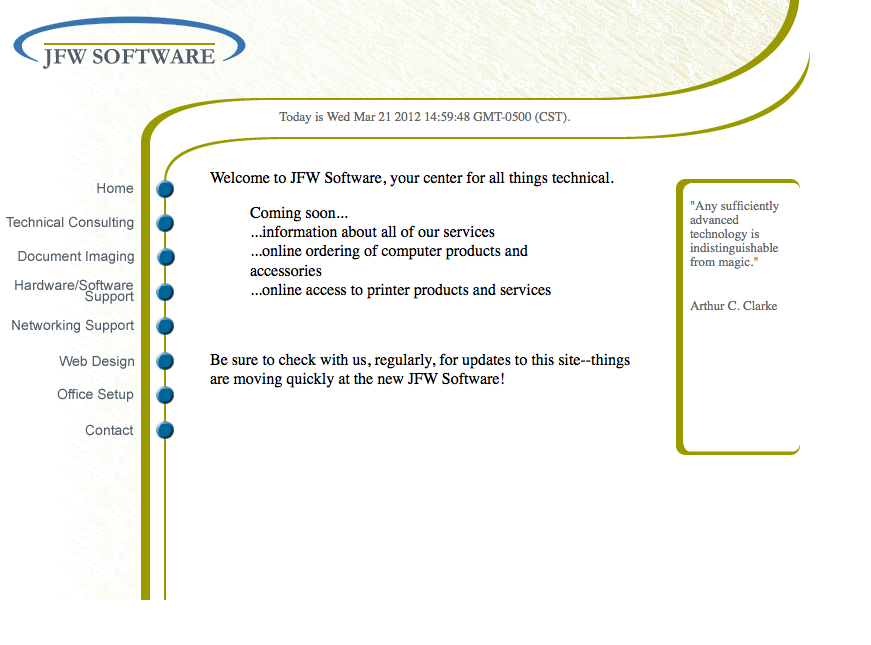 JFW SOFTWARE
Today is Wed Mar 21 2012 14:59:48 GMT-0500 (CST).
Home
Technical Consulting
Document Imaging
Hardware/Software
Support
Networking Support
Web Design
Office Setup
Contact
Welcome to JFW Software, your center for all things technical.
Coming soon...
...information about all of our services
...online ordering of computer products and
accessories
...online access to printer products and services
Be sure to check with us, regularly, for updates to this site--things
are moving quickly at the new JFW Software!
"Any sufficiently
advanced
technology is
indistinguishable
from magic."
Arthur C. Clarke